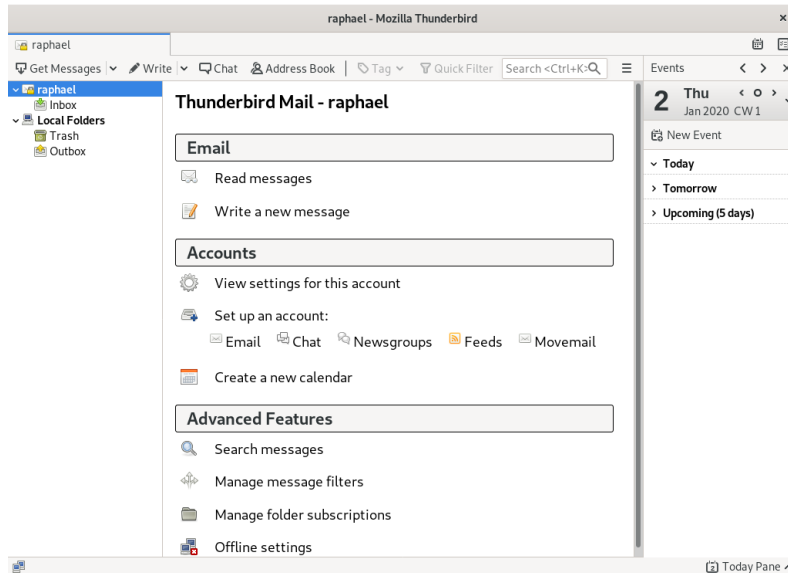 raphael - Mozilla Thunderbird
raphael
Get Messages Write Chat Address Book Tag Quick Filter Search <Ctrl+K>
raphael
Inbox
Local Folders
Trash
Outbox
Thunderbird Mail - raphael
Email
Read messages
Write a new message
Accounts
View settings for this account
Set up an account:
Email Chat Newsgroups Feeds Movemail
Create a new calendar
Advanced Features
Search messages
Manage message filters
Manage folder subscriptions
Offline settings
Events
2 Thu
Jan 2020 CW 1
New Event
Today
Tomorrow
Upcoming (5 days)
2 Today Pane